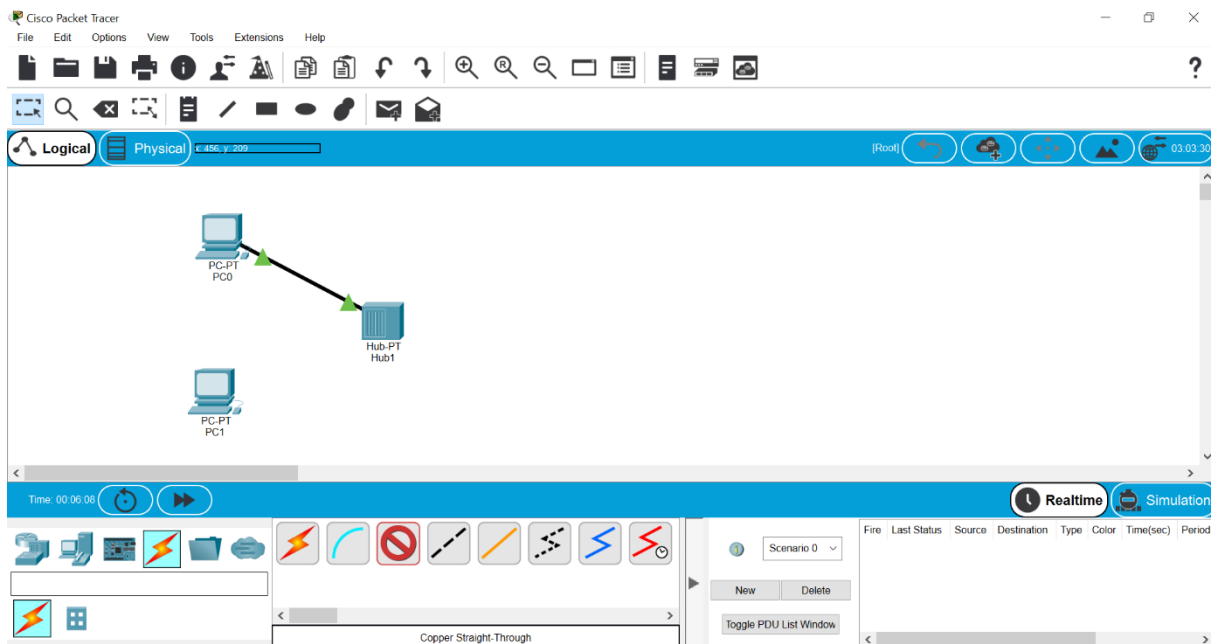 Cisco Packet Tracer
File Edit Options View Tools Extensions Help
?
Logical Physical x: 456, y: 209 [Root] 03:03:30
PC-PT
PC0
Hub-PT
Hub1
PC-PT
PC1
Time: 00:06:08 Realtime Simulation
Fire Last Status Source Destination Type Color Time(sec) Period
Scenario 0
New Delete
Toggle PDU List Window
Copper Straight-Through